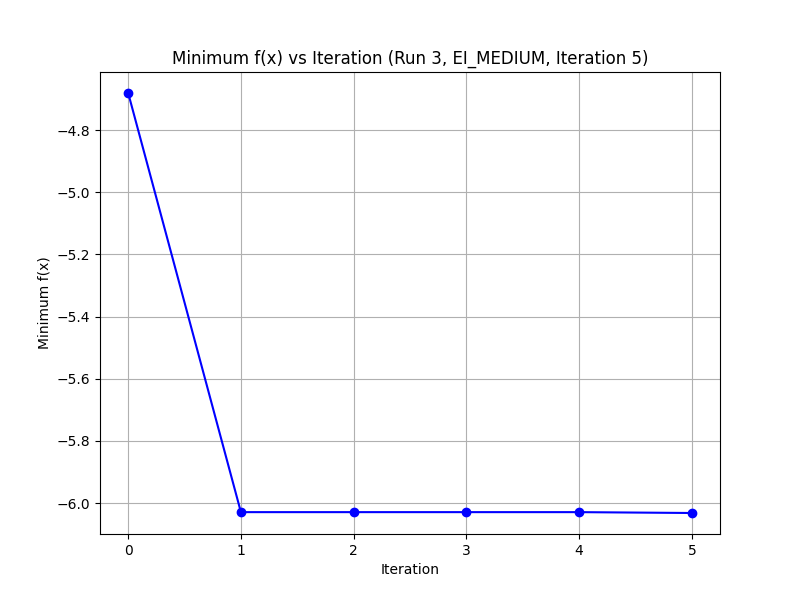 Minimum f(x) vs Iteration (Run 3, EI_MEDIUM, Iteration 5)
Minimum f(x)
−4.8
−5.0
−5.2
−5.4
−5.6
−5.8
−6.0
0 1 2 3 4 5
Iteration